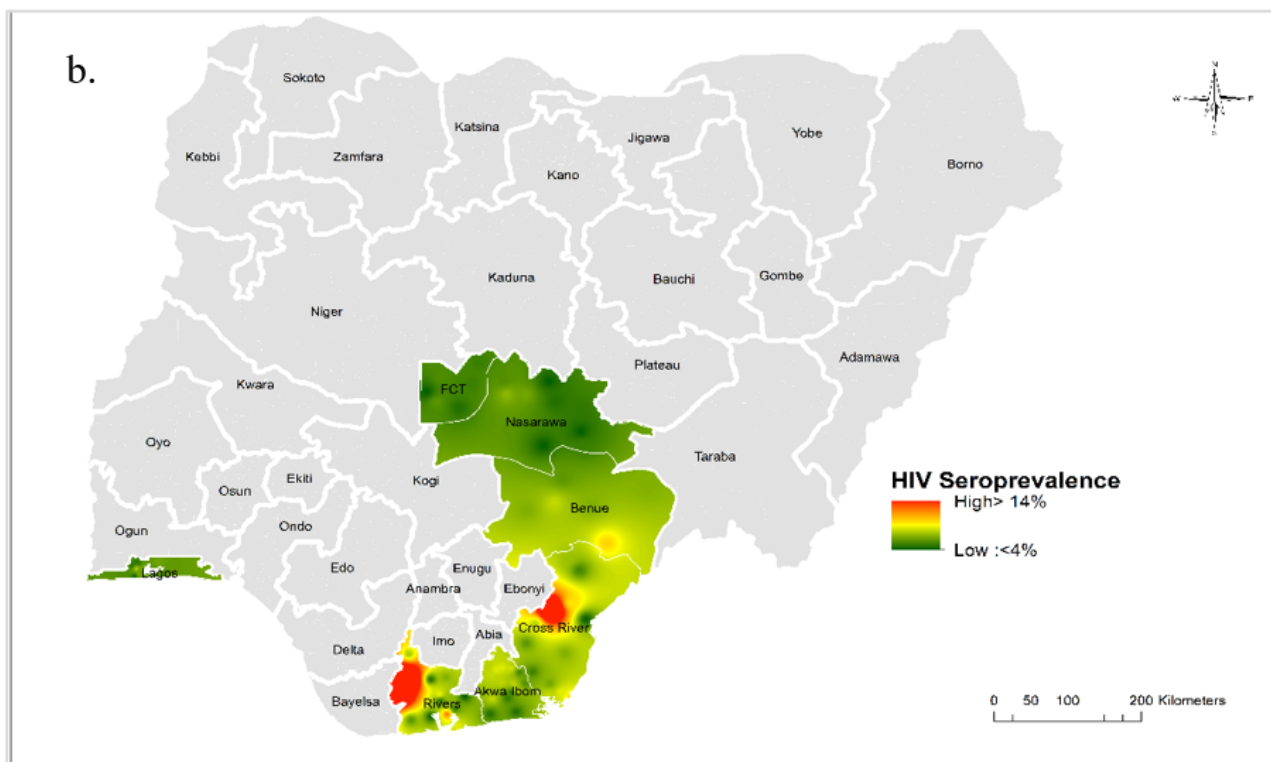 b.
N
W
E
S
Sokoto
Kebbi
Zamfara
Katsina
Jigawa
Yobe
Borno
Kano
Kaduna
Bauchi
Gombe
Niger
Adamawa
Plateau
FCT
Kwara
Nasarawa
Oyo
Taraba
Osun
Ekiti
Kogi
Benue
Ogun
Ondo
Lagos
Edo
Enugu
Anambra
Ebonyi
Cross River
Delta
Imo
Abia
Bayelsa
Rivers
Akwa Ibom
HIV Seroprevalence
High> 14%
Low :<4%
0 50 100 200 Kilometers